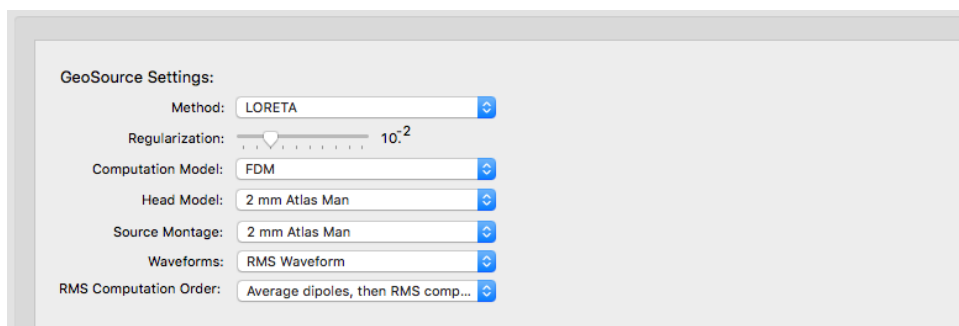 GeoSource Settings:
Method: LORETA
Regularization: 10.-2
Computation Model: FDM
Head Model: 2 mm Atlas Man
Source Montage: 2 mm Atlas Man
Waveforms: RMS Waveform
RMS Computation Order: Average dipoles, then RMS comp...